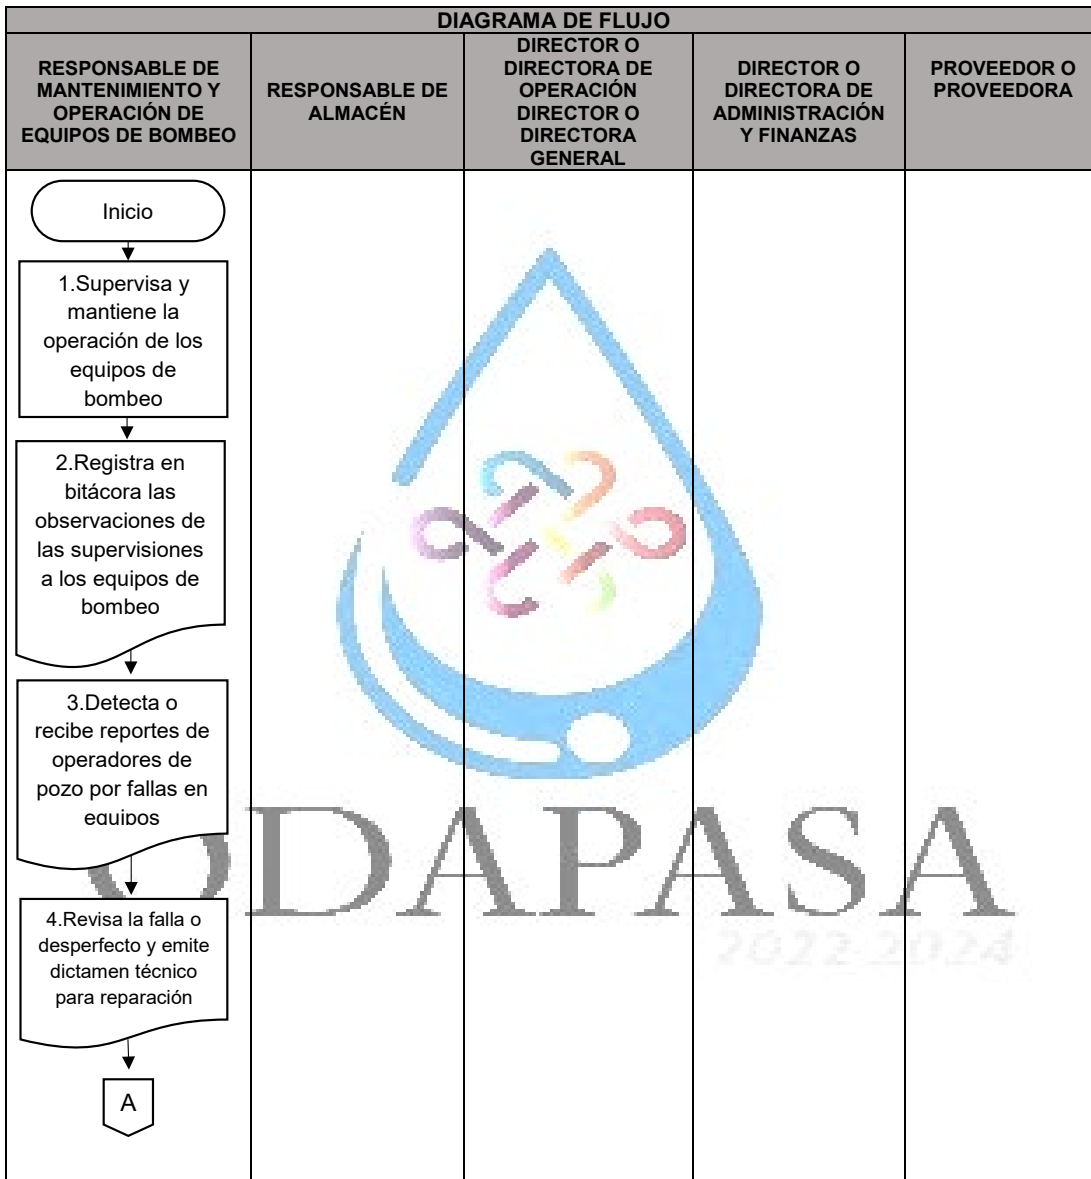 DIAGRAMA DE FLUJO
RESPONSABLE DE
MANTENIMIENTO Y
OPERACIÓN DE
EQUIPOS DE BOMBEO
RESPONSABLE DE
ALMACÉN
DIRECTOR O
DIRECTORA DE
OPERACIÓN
DIRECTOR O
DIRECTORA
GENERAL
DIRECTOR O
DIRECTORA DE
ADMINISTRACIÓN
Y FINANZAS
PROVEEDOR O
PROVEEDORA
Inicio
1.Supervisa y
mantiene la
operación de los
equipos de
bombeo
2.Registra en
bitácora las
observaciones de
las supervisiones
a los equipos de
bombeo
3.Detecta o
recibe reportes de
operadores de
pozo por fallas en
equipos
4.Revisa la falla o
desperfecto y emite
dictamen técnico
para reparación
A
ODAPASA
2022-2024